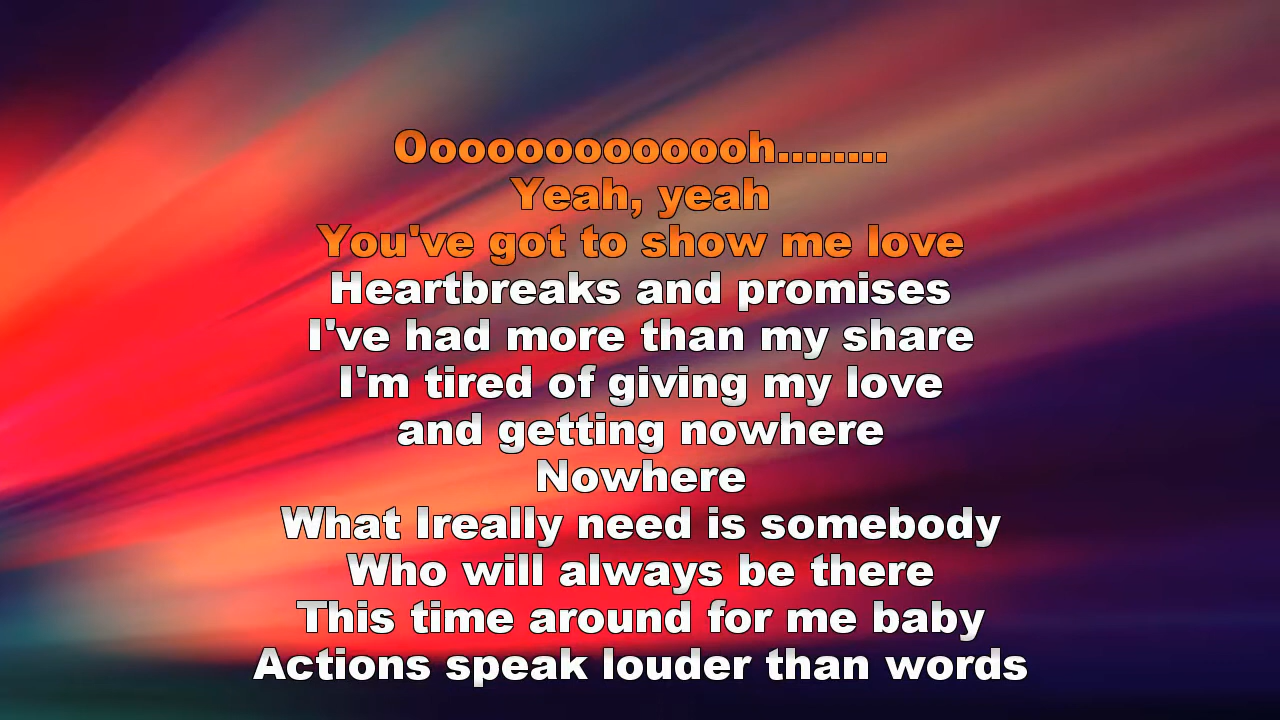 Oooooooooooooh........
Yeah, yeah
You've got to show me love
Heartbreaks and promises
I've had more than my share
I'm tired of giving my love
and getting nowhere
Nowhere
What Ireally need is somebody
Who will always be there
This time around for me baby
Actions speak louder than words